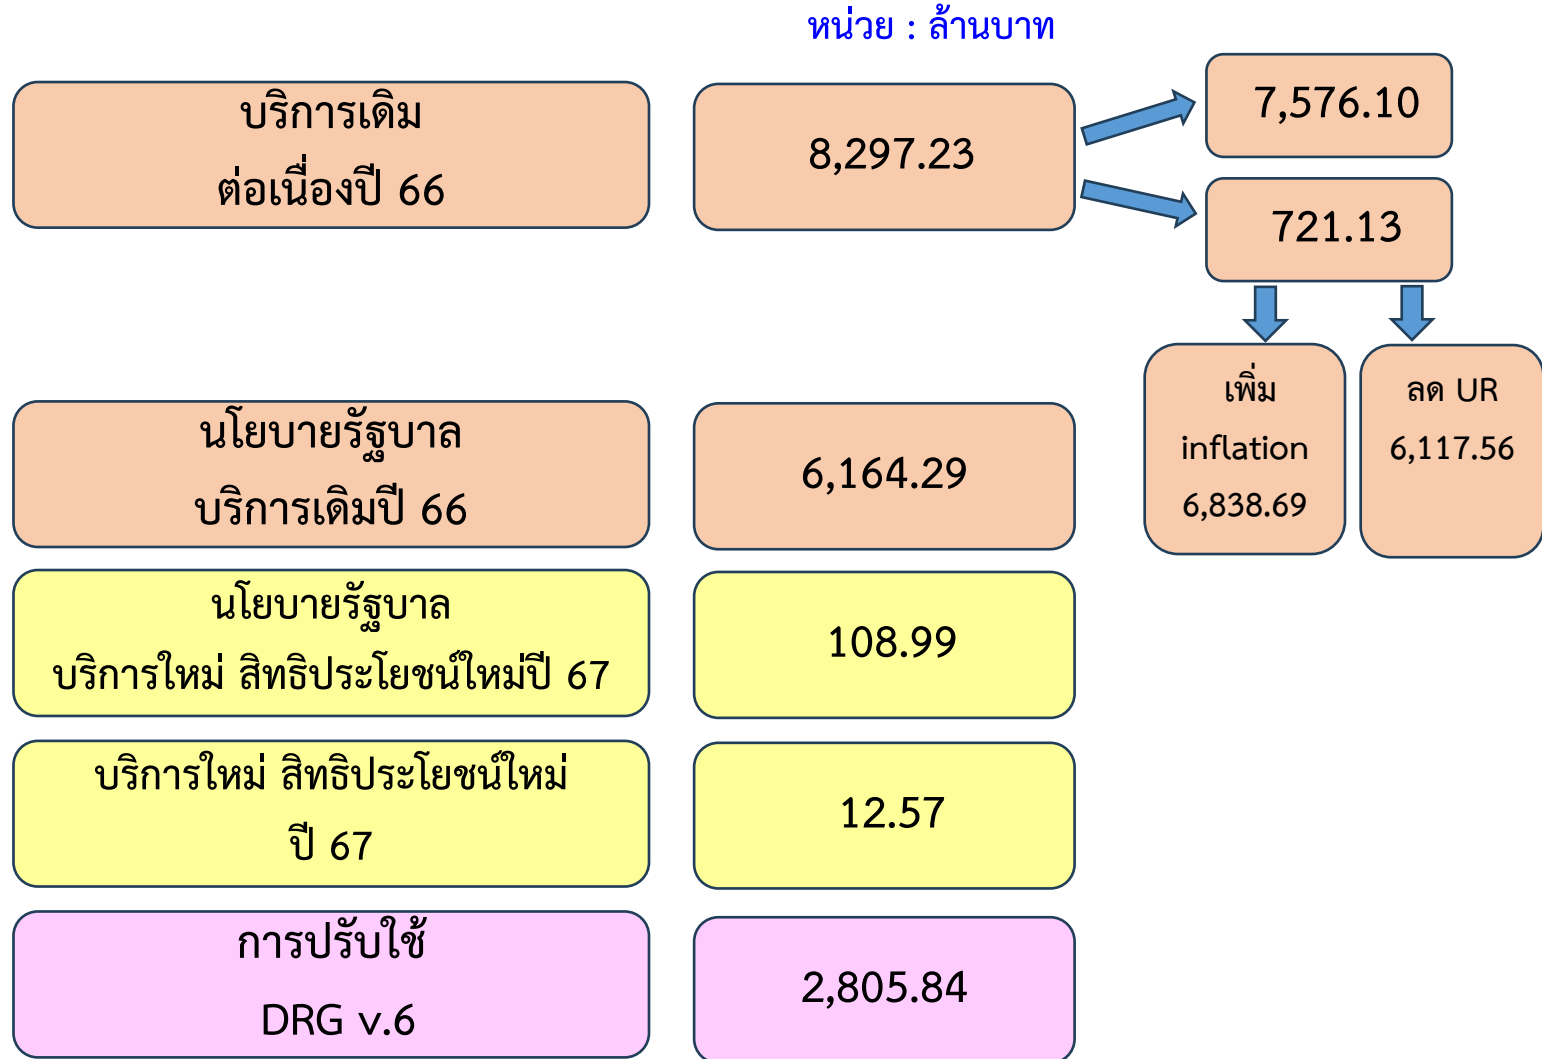 หน่วย : ล้านบาท
บริการเดิม
ต่อเนื่องปี 66
8,297.23
7,576.10
721.13
เพิ่ม
inflation
6,838.69
ลด UR
6,117.56
นโยบายรัฐบาล
บริการเดิมปี 66
6,164.29
นโยบายรัฐบาล
บริการใหม่ สิทธิประโยชน์ใหม่ปี 67
108.99
บริการใหม่ สิทธิประโยชน์ใหม่
ปี 67
12.57
การปรับใช้
DRG v.6
2,805.84